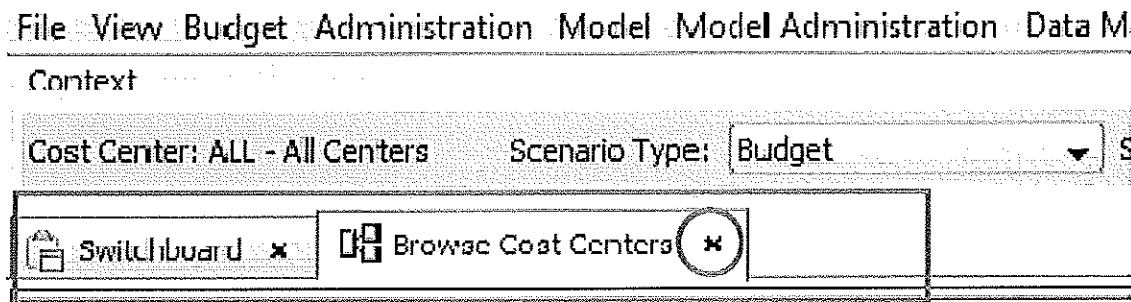 File View Budget Administration Model Model Administration Data M
Context
Cost Center: ALL - All Centers Scenario Type: Budget S
Switchboard x Browse Cost Centers x